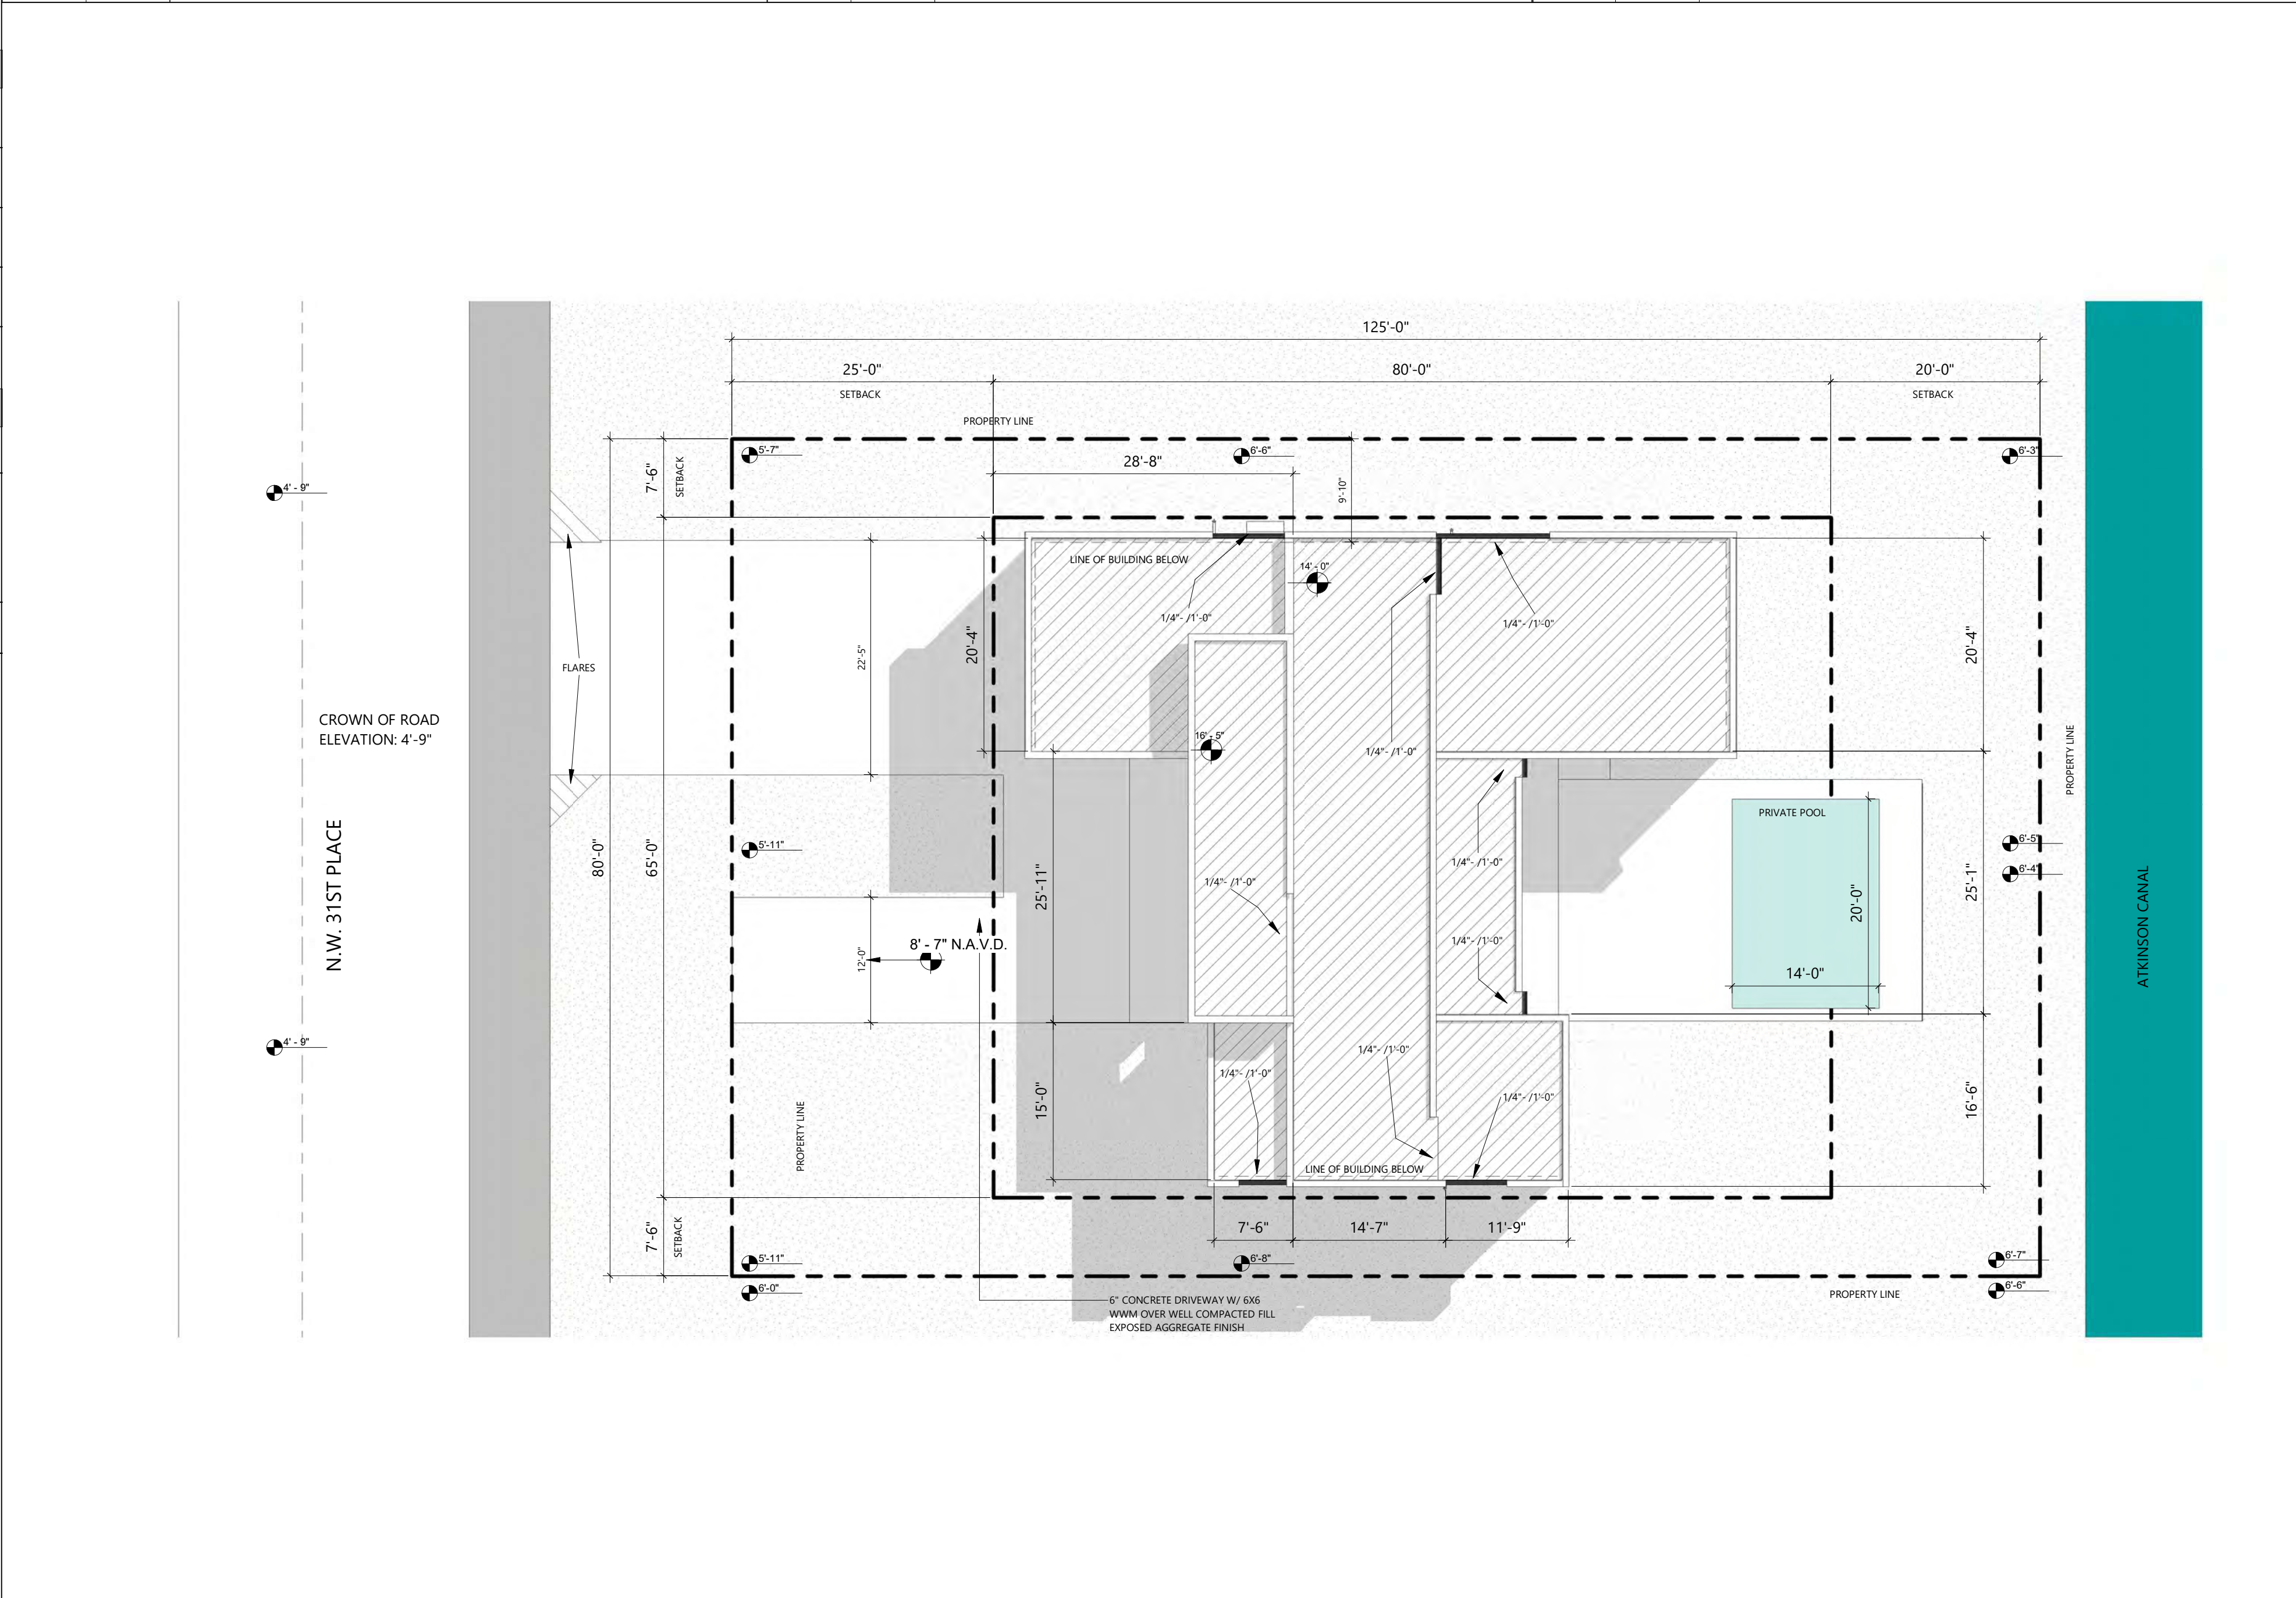 125'-0"
25'-0"
80'-0"
20'-0"
SETBACK
SETBACK
PROPERTY LINE
5'-7"
6'-6"
6'-3"
28'-8"
7'-6"
SETBACK
9'-10"
4' - 9"
LINE OF BUILDING BELOW
14' - 0"
1/4"- /1'-0"
1/4"- /1'-0"
FLARES
22'-5"
20'-4"
20'-4"
CROWN OF ROAD
ELEVATION: 4'-9"
16' - 5"
1/4"- /1'-0"
PROPERTY LINE
PRIVATE POOL
N.W. 31ST PLACE
80'-0"
65'-0"
5'-11"
6'-5"
6'-4"
1/4"- /1'-0"
1/4"- /1'-0"
25'-11"
25'-1"
20'-0"
ATKINSON CANAL
8' - 7" N.A.V.D.
12'-0"
1/4"- /1'-0"
14'-0"
4' - 9"
1/4"- /1'-0"
1/4"- /1'-0"
1/4"- /1'-0"
15'-0"
16'-6"
PROPERTY LINE
LINE OF BUILDING BELOW
7'-6"
SETBACK
7'-6"
14'-7"
11'-9"
5'-11"
6'-8"
6'-7"
6'-0"
6'-6"
PROPERTY LINE
6" CONCRETE DRIVEWAY W/ 6X6
WWM OVER WELL COMPACTED FILL
EXPOSED AGGREGATE FINISH